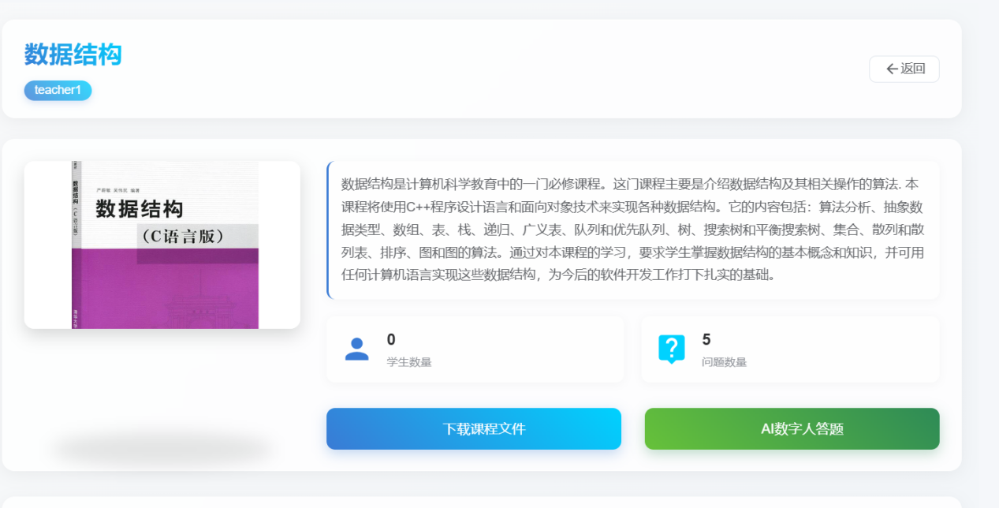 数据结构
teacher1
返回
数据结构
(C语言版)
数据结构(C语言版)
严蔚敏 吴伟民 编著
数据结构是计算机科学教育中的一门必修课程。这门课程主要是介绍数据结构及其相关操作的算法. 本
课程将使用C++程序设计语言和面向对象技术来实现各种数据结构。它的内容包括：算法分析、抽象数
据类型、数组、表、栈、递归、广义表、队列和优先队列、树、搜索树和平衡搜索树、集合、散列和散
列表、排序、图和图的算法。通过对本课程的学习，要求学生掌握数据结构的基本概念和知识，并可用
任何计算机语言实现这些数据结构，为今后的软件开发工作打下扎实的基础。
0
学生数量
5
问题数量
下载课程文件
AI数字人答题